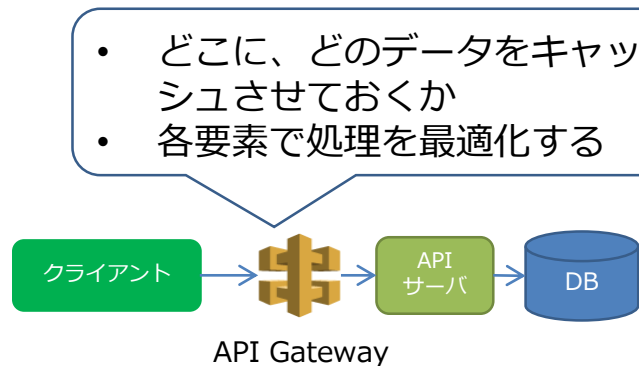 • どこに、どのデータをキャッ
シュさせておくか
• 各要素で処理を最適化する
クライアント
API
サーバ
DB
API Gateway